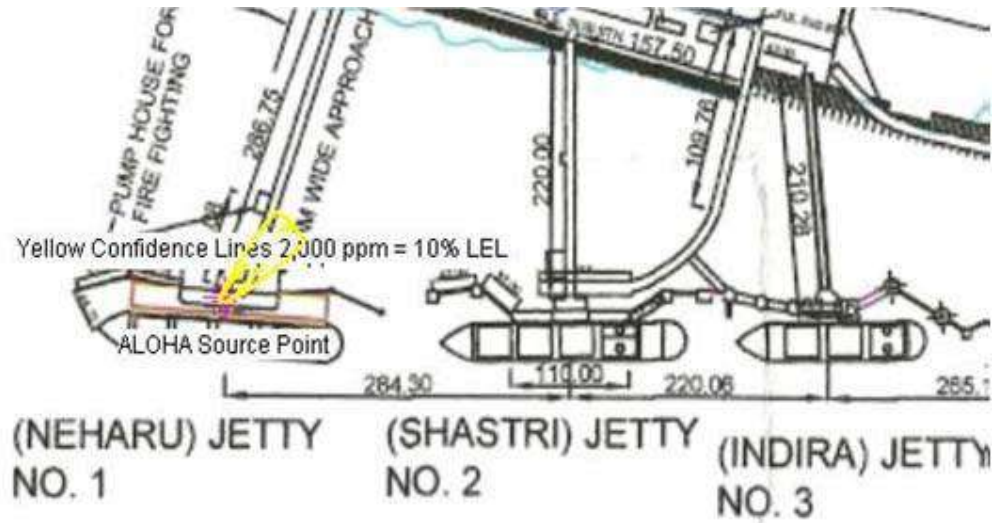 SUBSTN.
157.50
PUMP HOUSE FOR
FIRE FIGHTING
286.75
M WIDE APPROACH
220.00
109.76
210.28
Yellow Confidence Lines 2,000 ppm = 10% LEL
ALOHA Source Point
284.30
110.00
220.06
(NEHARU) JETTY
NO. 1
(SHASTRI) JETTY
NO. 2
(INDIRA) JETTY
NO. 3